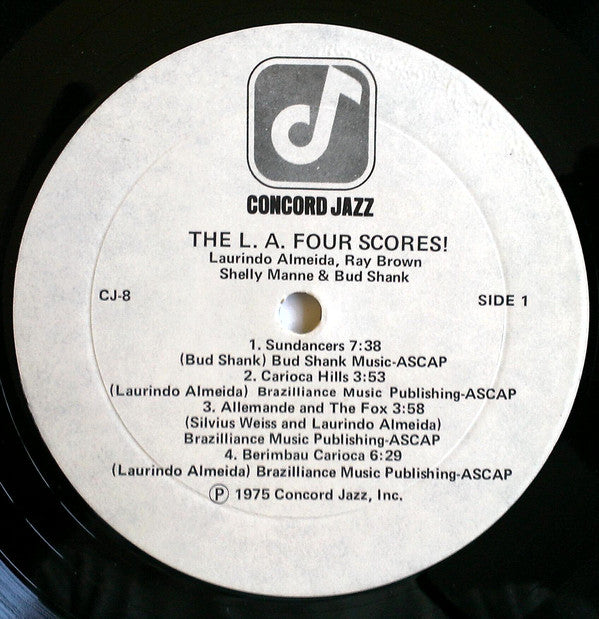 CONCORD JAZZ
THE L. A. FOUR SCORES!
Laurindo Almeida, Ray Brown
Shelly Manne & Bud Shank
CJ-8
SIDE 1
1. Sundancers 7:38
(Bud Shank) Bud Shank Music-ASCAP
2. Carioca Hills 3:53
(Laurindo Almeida) Brazilliance Music Publishing-ASCAP
3. Allemande and The Fox 3:58
(Silvius Weiss and Laurindo Almeida)
Brazilliance Music Publishing-ASCAP
4. Berimbau Carioca 6:29
(Laurindo Almeida) Brazilliance Music Publishing-ASCAP
Ⓟ 1975 Concord Jazz, Inc.